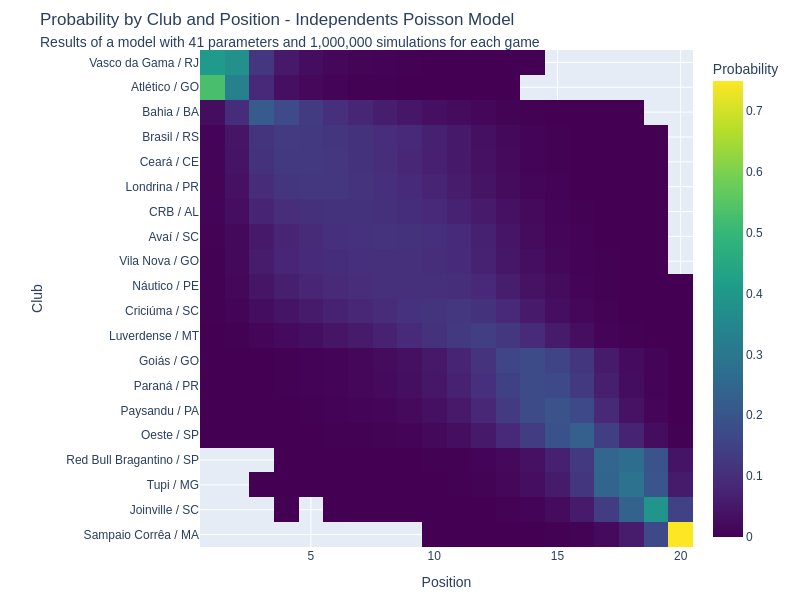 Probability by Club and Position - Independents Poisson Model
Results of a model with 41 parameters and 1,000,000 simulations for each game
Vasco da Gama / RJ
Atlético / GO
Bahia / BA
Brasil / RS
Ceará / CE
Londrina / PR
CRB / AL
Avaí / SC
Vila Nova / GO
Náutico / PE
Criciúma / SC
Luverdense / MT
Goiás / GO
Paraná / PR
Paysandu / PA
Oeste / SP
Red Bull Bragantino / SP
Tupi / MG
Joinville / SC
Sampaio Corrêa / MA
Club
5
10
15
20
Position
Probability
0.7
0.6
0.5
0.4
0.3
0.2
0.1
0